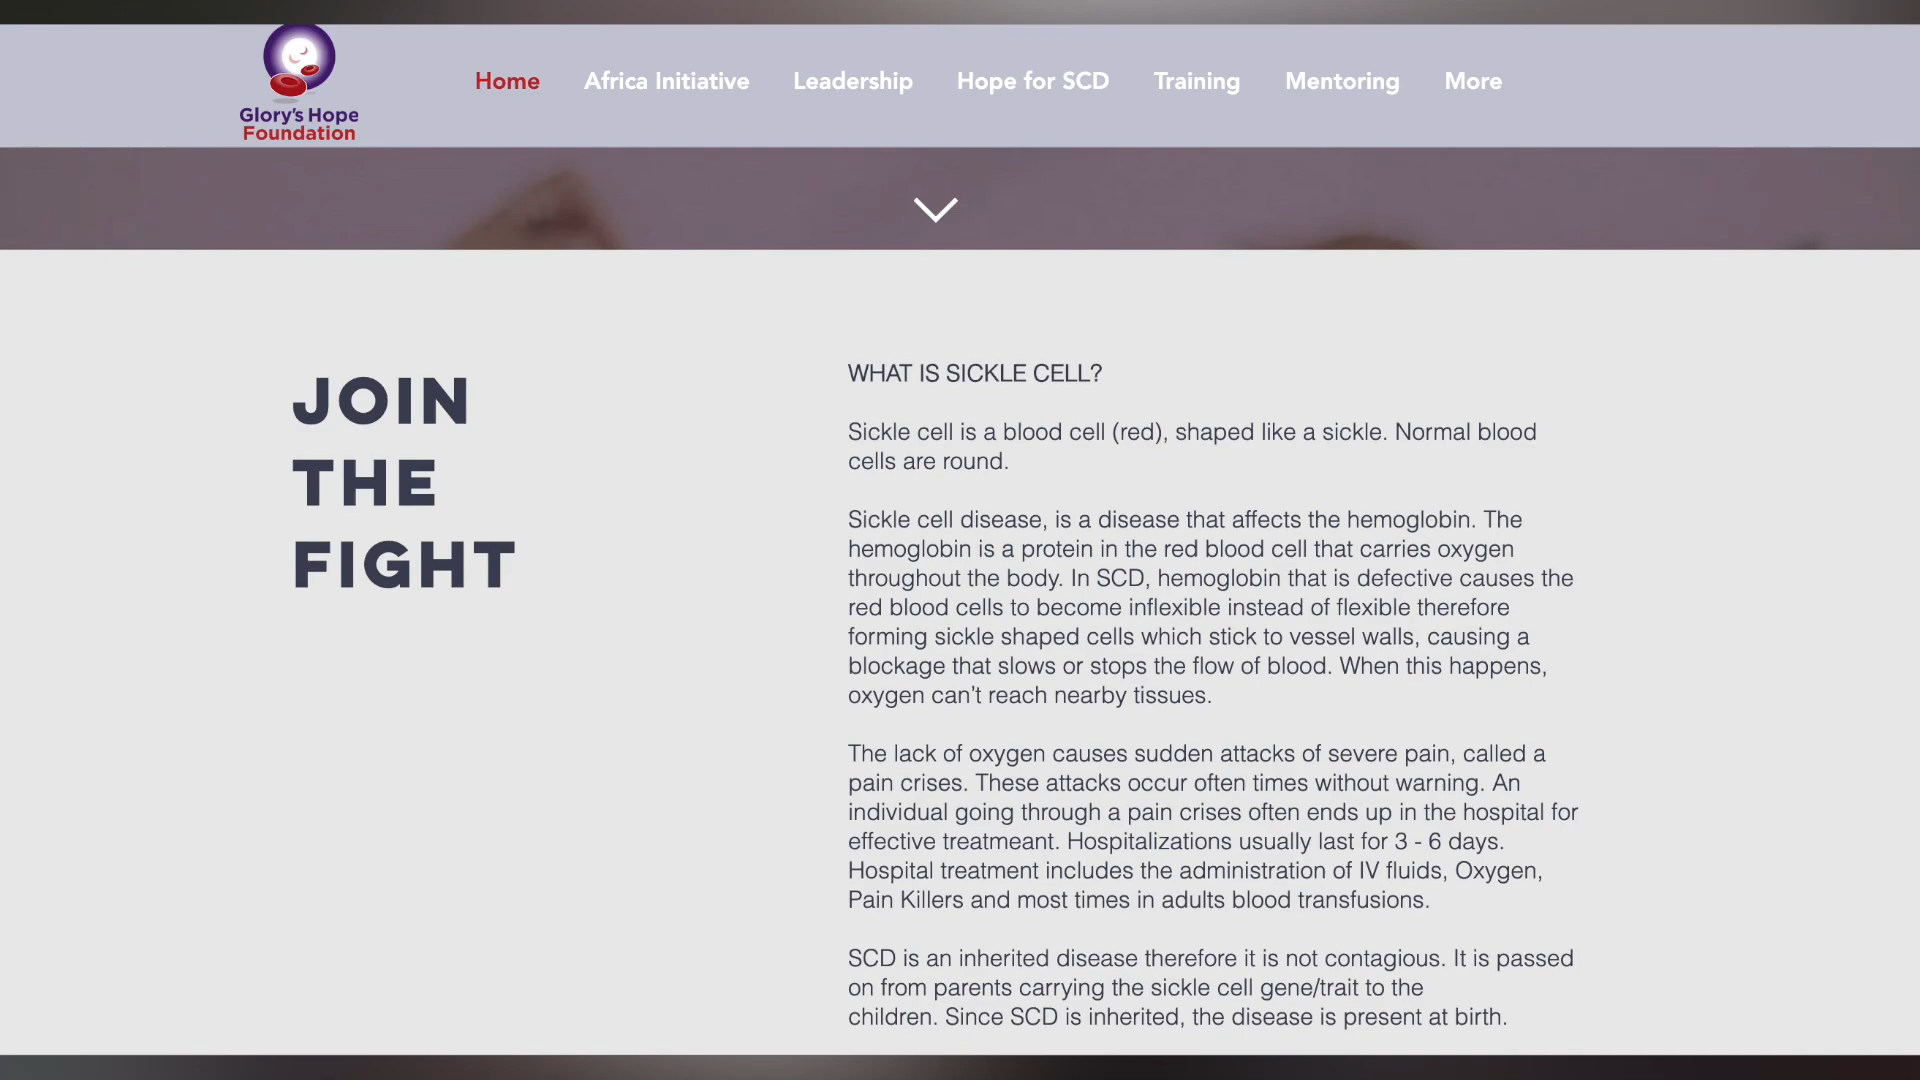 Glory's Hope
Foundation
Home Africa Initiative Leadership Hope for SCD Training Mentoring More
JOIN
THE
FIGHT
WHAT IS SICKLE CELL?
Sickle cell is a blood cell (red), shaped like a sickle. Normal blood
cells are round.
Sickle cell disease, is a disease that affects the hemoglobin. The
hemoglobin is a protein in the red blood cell that carries oxygen
throughout the body. In SCD, hemoglobin that is defective causes the
red blood cells to become inflexible instead of flexible therefore
forming sickle shaped cells which stick to vessel walls, causing a
blockage that slows or stops the flow of blood. When this happens,
oxygen can't reach nearby tissues.
The lack of oxygen causes sudden attacks of severe pain, called a
pain crises. These attacks occur often times without warning. An
individual going through a pain crises often ends up in the hospital for
effective treatmeant. Hospitalizations usually last for 3 - 6 days.
Hospital treatment includes the administration of IV fluids, Oxygen,
Pain Killers and most times in adults blood transfusions.
SCD is an inherited disease therefore it is not contagious. It is passed
on from parents carrying the sickle cell gene/trait to the
children. Since SCD is inherited, the disease is present at birth.